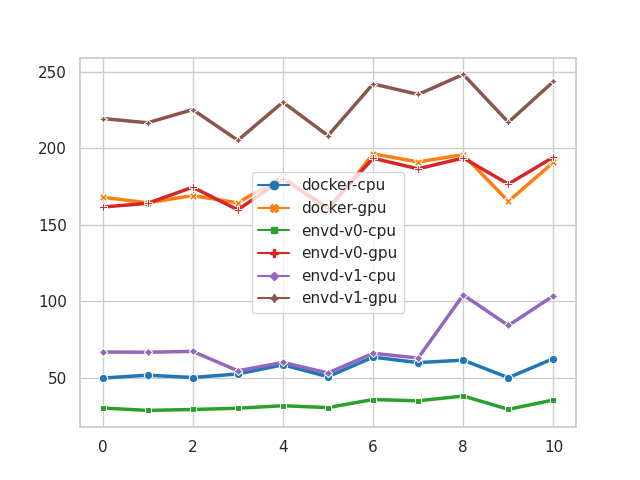 250
200
150
100
50
docker-cpu
docker-gpu
envd-v0-cpu
envd-v0-gpu
envd-v1-cpu
envd-v1-gpu
0 2 4 6 8 10